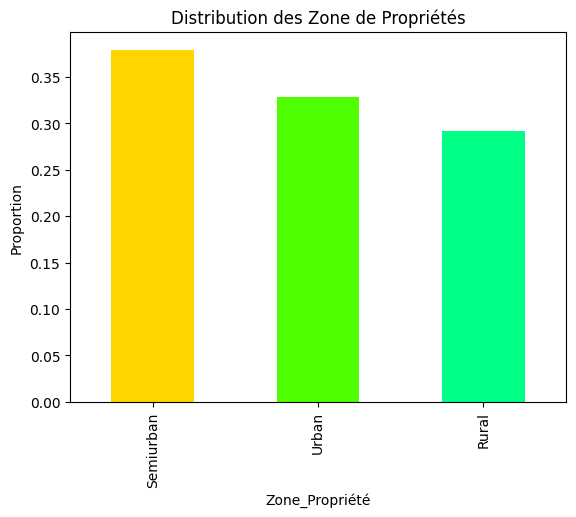 Distribution des Zone de Propriétés
Proportion
0.35
0.30
0.25
0.20
0.15
0.10
0.05
0.00
Semiurban
Urban
Rural
Zone_Propriété